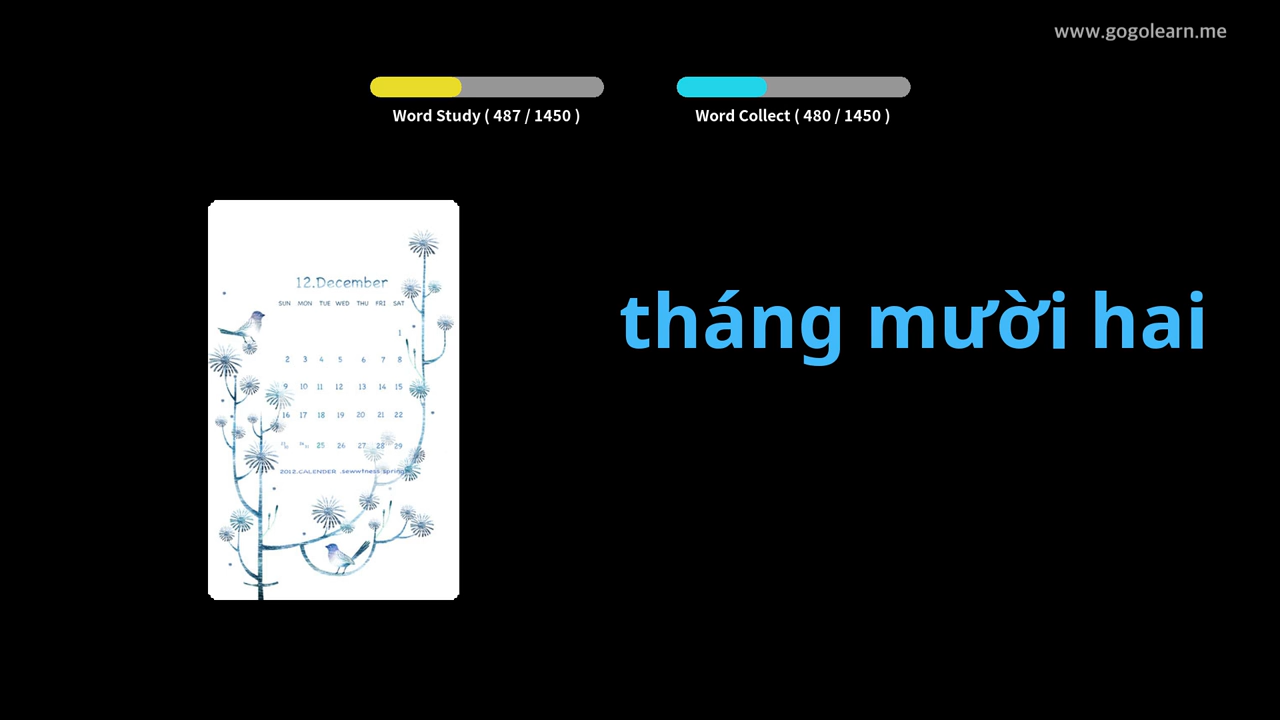 www.gogolearn.me
Word Study ( 487 / 1450 )
Word Collect ( 480 / 1450 )
12.December
SUN MON TUE WED THU FRI SAT
1
2 3 4 5 6 7 8
9 10 11 12 13 14 15
16 17 18 19 20 21 22
25 26 27 28 29
2012.CALENDER
tháng mười hai